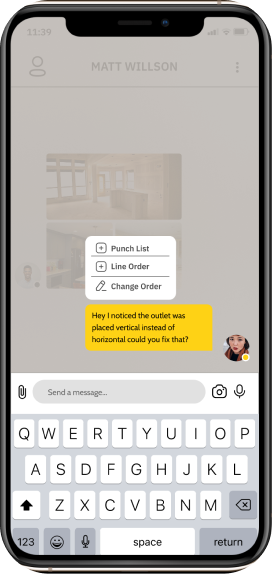 11:39
MATT WILLSON
Punch List
Line Order
Change Order
Hey I noticed the outlet was
placed vertical instead of
horizontal could you fix that?
Send a message...
Q W E R T Y U I O P
A S D F G H J K L
Z X C V B N M
123 space return